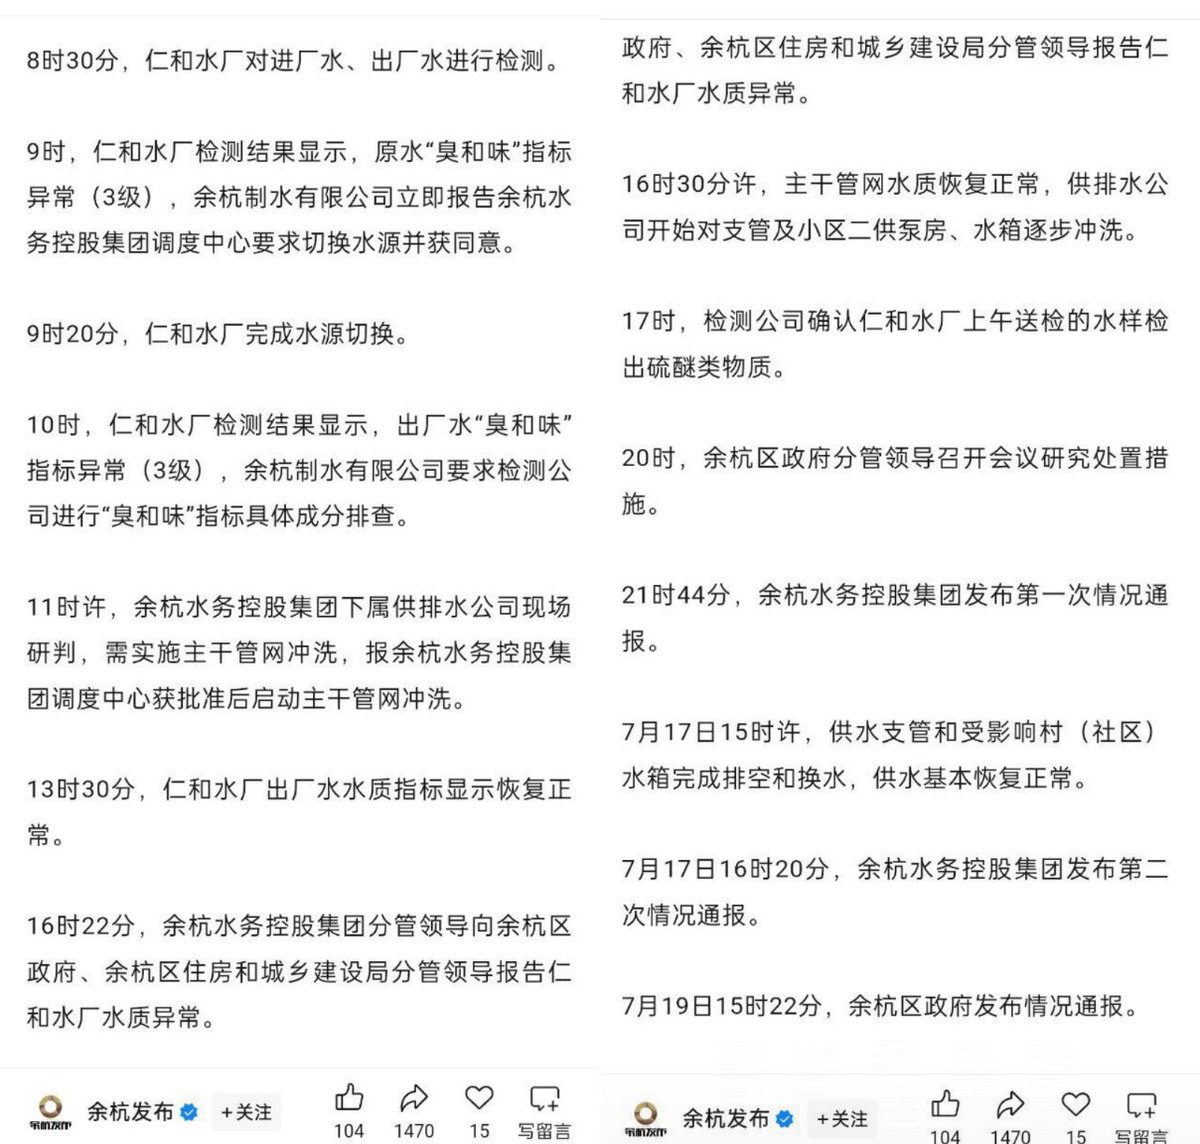 8时30分，仁和水厂对进厂水、出厂水进行检测。
9时，仁和水厂检测结果显示，原水“臭和味”指标
异常（3级），余杭制水有限公司立即报告余杭水
务控股集团调度中心要求切换水源并获同意。
9时20分，仁和水厂完成水源切换。
10时，仁和水厂检测结果显示，出厂水“臭和味”
指标异常（3级），余杭制水有限公司要求检测公
司进行“臭和味”指标具体成分排查。
11时许，余杭水务控股集团下属供排水公司现场
研判，需实施主干管网冲洗，报余杭水务控股集
团调度中心获批准后启动主干管网冲洗。
13时30分，仁和水厂出厂水水质指标显示恢复正
常。
16时22分，余杭水务控股集团分管领导向余杭区
政府、余杭区住房和城乡建设局分管领导报告仁
和水厂水质异常。
余杭发布
余杭发布
+关注
104
1470
15
写留言
政府、余杭区住房和城乡建设局分管领导报告仁
和水厂水质异常。
16时30分许，主干管网水质恢复正常，供排水公
司开始对支管及小区二供泵房、水箱逐步冲洗。
17时，检测公司确认仁和水厂上午送检的水样检
出硫醚类物质。
20时，余杭区政府分管领导召开会议研究处置措
施。
21时44分，余杭水务控股集团发布第一次情况通
报。
7月17日15时许，供水支管和受影响村（社区）
水箱完成排空和换水，供水基本恢复正常。
7月17日16时20分，余杭水务控股集团发布第二
次情况通报。
7月19日15时22分，余杭区政府发布情况通报。
余杭发布
余杭发布
+关注
104
1470
15
写留言